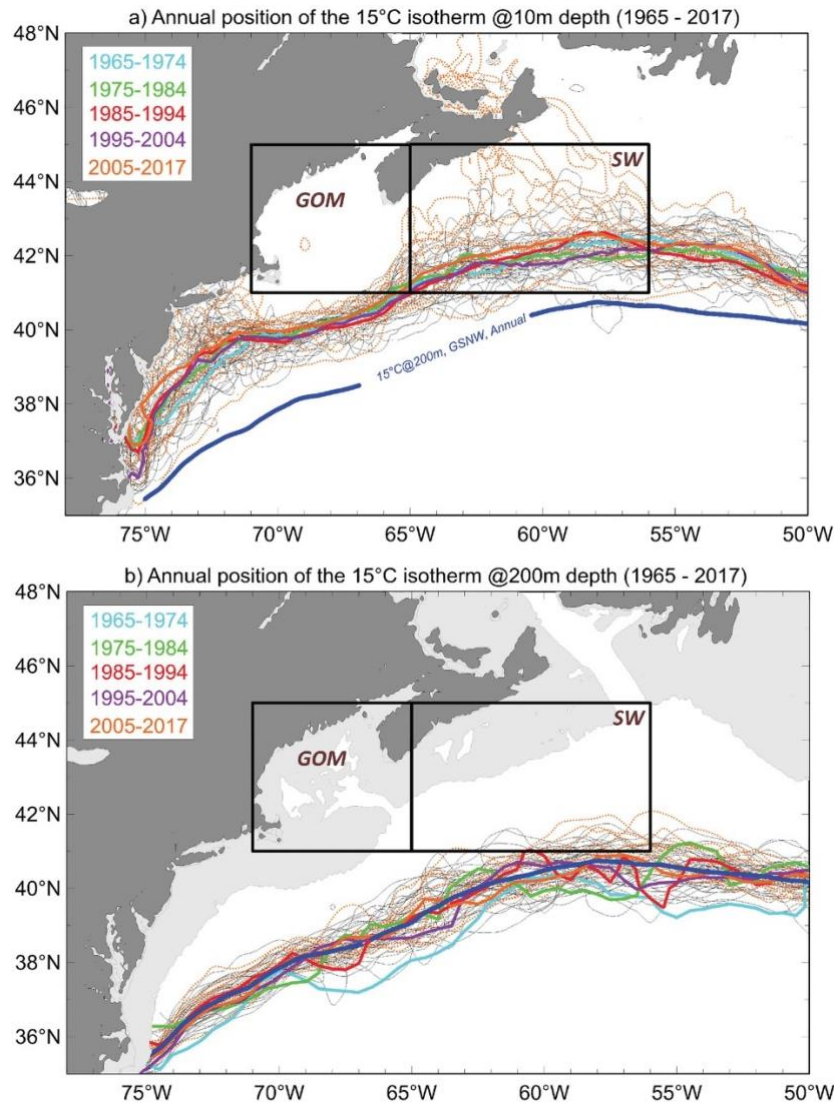 a) Annual position of the 15°C isotherm @10m depth (1965 - 2017)
48°N
46°N
44°N
42°N
40°N
38°N
36°N
1965-1974
1975-1984
1985-1994
1995-2004
2005-2017
GOM
SW
15°C@200m, GSNW, Annual
75°W
70°W
65°W
60°W
55°W
50°W
b) Annual position of the 15°C isotherm @200m depth (1965 - 2017)
48°N
46°N
44°N
42°N
40°N
38°N
36°N
1965-1974
1975-1984
1985-1994
1995-2004
2005-2017
GOM
SW
75°W
70°W
65°W
60°W
55°W
50°W